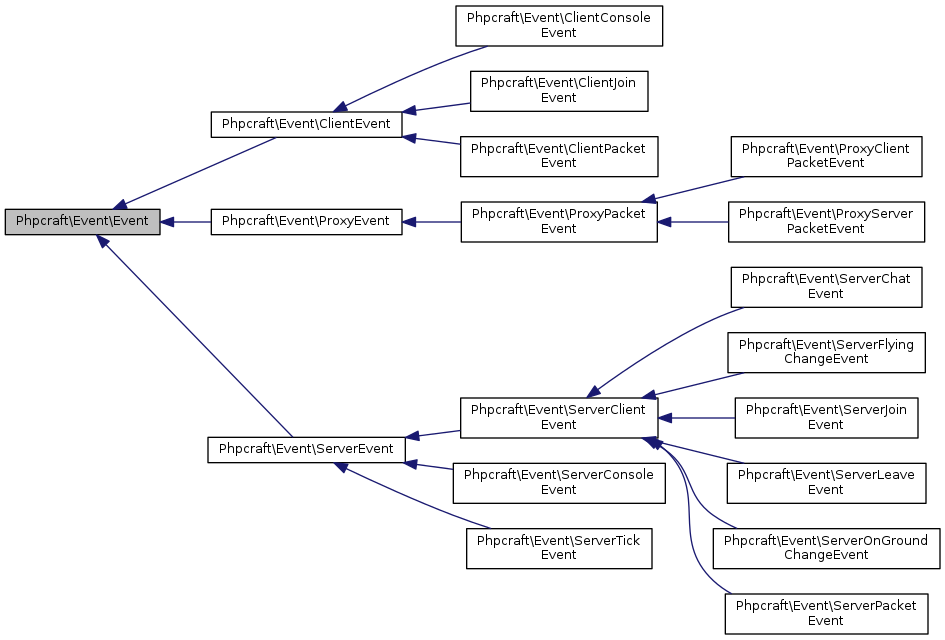 Phpcraft\Event\ClientConsole
Event
Phpcraft\Event\ClientJoin
Event
Phpcraft\Event\ClientEvent
Phpcraft\Event\ClientPacket
Event
Phpcraft\Event\ProxyClient
PacketEvent
Phpcraft\Event\Event
Phpcraft\Event\ProxyEvent
Phpcraft\Event\ProxyPacket
Event
Phpcraft\Event\ProxyServer
PacketEvent
Phpcraft\Event\ServerChat
Event
Phpcraft\Event\ServerFlying
ChangeEvent
Phpcraft\Event\ServerClient
Event
Phpcraft\Event\ServerJoin
Event
Phpcraft\Event\ServerEvent
Phpcraft\Event\ServerConsole
Event
Phpcraft\Event\ServerLeave
Event
Phpcraft\Event\ServerTick
Event
Phpcraft\Event\ServerOnGround
ChangeEvent
Phpcraft\Event\ServerPacket
Event